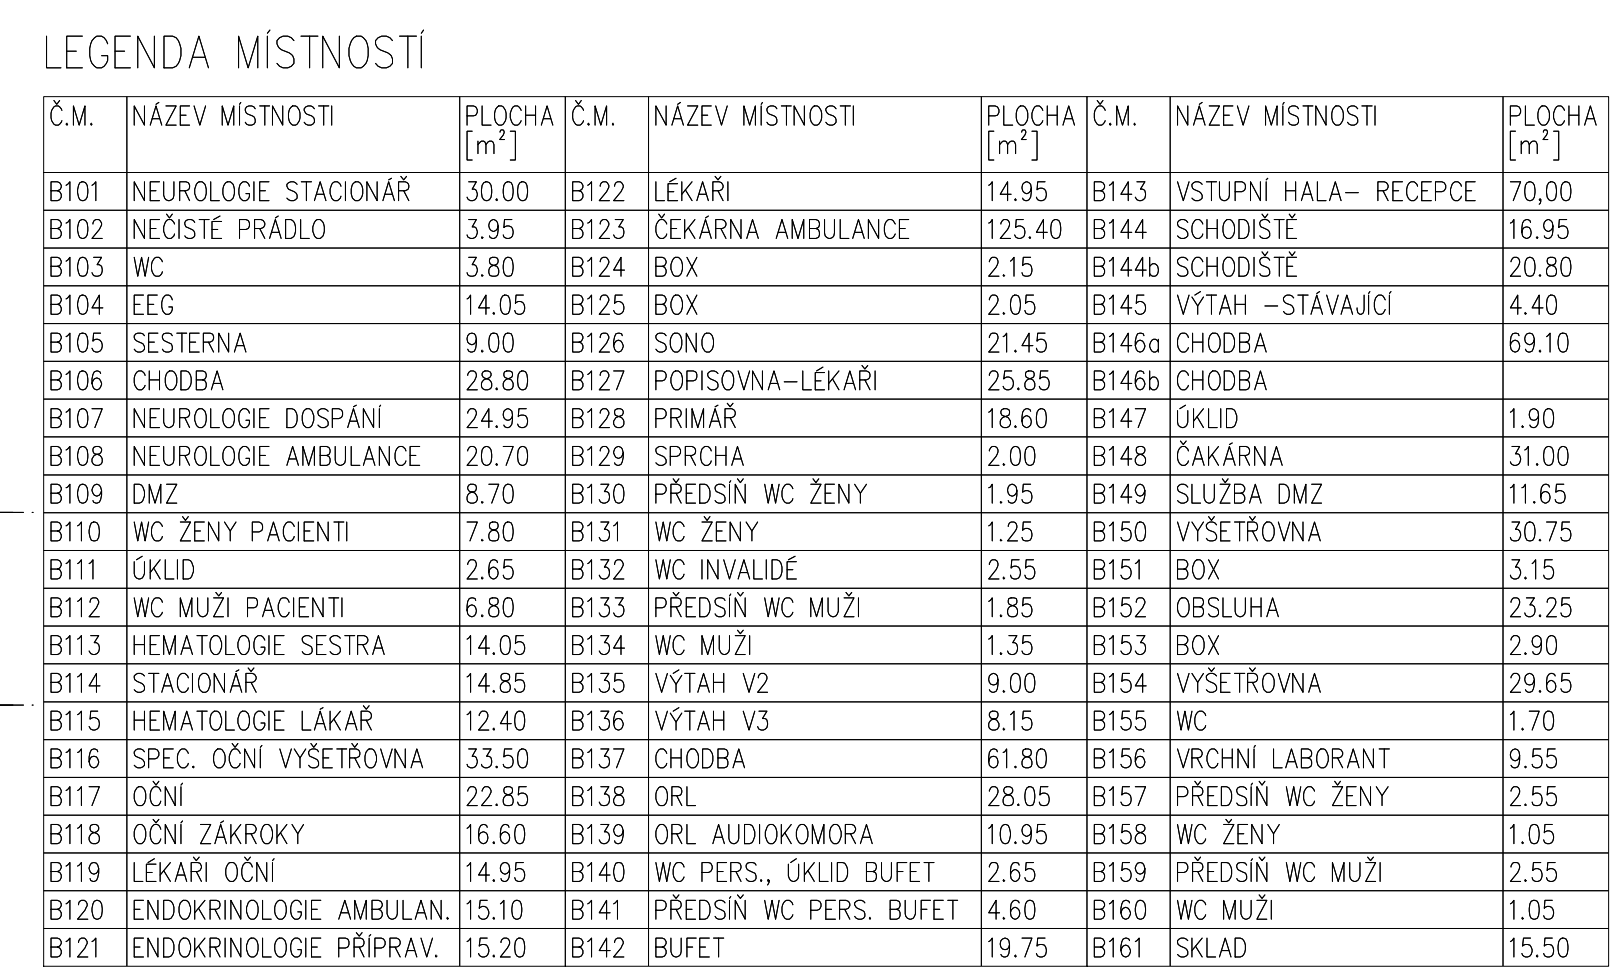 LEGENDA MÍSTNOSTÍ
Č.M. NÁZEV MÍSTNOSTI PLOCHA [m²] Č.M. NÁZEV MÍSTNOSTI PLOCHA [m²] Č.M. NÁZEV MÍSTNOSTI PLOCHA [m²]
B101 NEUROLOGIE STACIONÁŘ 30.00 B122 LÉKAŘI 14.95 B143 VSTUPNÍ HALA– RECEPCE 70,00
B102 NEČISTÉ PRÁDLO 3.95 B123 ČEKÁRNA AMBULANCE 125.40 B144 SCHODIŠTĚ 16.95
B103 WC 3.80 B124 BOX 2.15 B144b SCHODIŠTĚ 20.80
B104 EEG 14.05 B125 BOX 2.05 B145 VÝTAH –STÁVAJÍCÍ 4.40
B105 SESTERNA 9.00 B126 SONO 21.45 B146a CHODBA 69.10
B106 CHODBA 28.80 B127 POPISOVNA–LÉKAŘI 25.85 B146b CHODBA
B107 NEUROLOGIE DOSPÁNÍ 24.95 B128 PRIMÁŘ 18.60 B147 ÚKLID 1.90
B108 NEUROLOGIE AMBULANCE 20.70 B129 SPRCHA 2.00 B148 ČAKÁRNA 31.00
B109 DMZ 8.70 B130 PŘEDSÍŇ WC ŽENY 1.95 B149 SLUŽBA DMZ 11.65
B110 WC ŽENY PACIENTI 7.80 B131 WC ŽENY 1.25 B150 VYŠETŘOVNA 30.75
B111 ÚKLID 2.65 B132 WC INVALIDÉ 2.55 B151 BOX 3.15
B112 WC MUŽI PACIENTI 6.80 B133 PŘEDSÍŇ WC MUŽI 1.85 B152 OBSLUHA 23.25
B113 HEMATOLOGIE SESTRA 14.05 B134 WC MUŽI 1.35 B153 BOX 2.90
B114 STACIONÁŘ 14.85 B135 VÝTAH V2 9.00 B154 VYŠETŘOVNA 29.65
B115 HEMATOLOGIE LÁKAŘ 12.40 B136 VÝTAH V3 8.15 B155 WC 1.70
B116 SPEC. OČNÍ VYŠETŘOVNA 33.50 B137 CHODBA 61.80 B156 VRCHNÍ LABORANT 9.55
B117 OČNÍ 22.85 B138 ORL 28.05 B157 PŘEDSÍŇ WC ŽENY 2.55
B118 OČNÍ ZÁKROKY 16.60 B139 ORL AUDIOKOMORA 10.95 B158 WC ŽENY 1.05
B119 LÉKAŘI OČNÍ 14.95 B140 WC PERS., ÚKLID BUFET 2.65 B159 PŘEDSÍŇ WC MUŽI 2.55
B120 ENDOKRINOLOGIE AMBULAN. 15.10 B141 PŘEDSÍŇ WC PERS. BUFET 4.60 B160 WC MUŽI 1.05
B121 ENDOKRINOLOGIE PŘÍPRAV. 15.20 B142 BUFET 19.75 B161 SKLAD 15.50